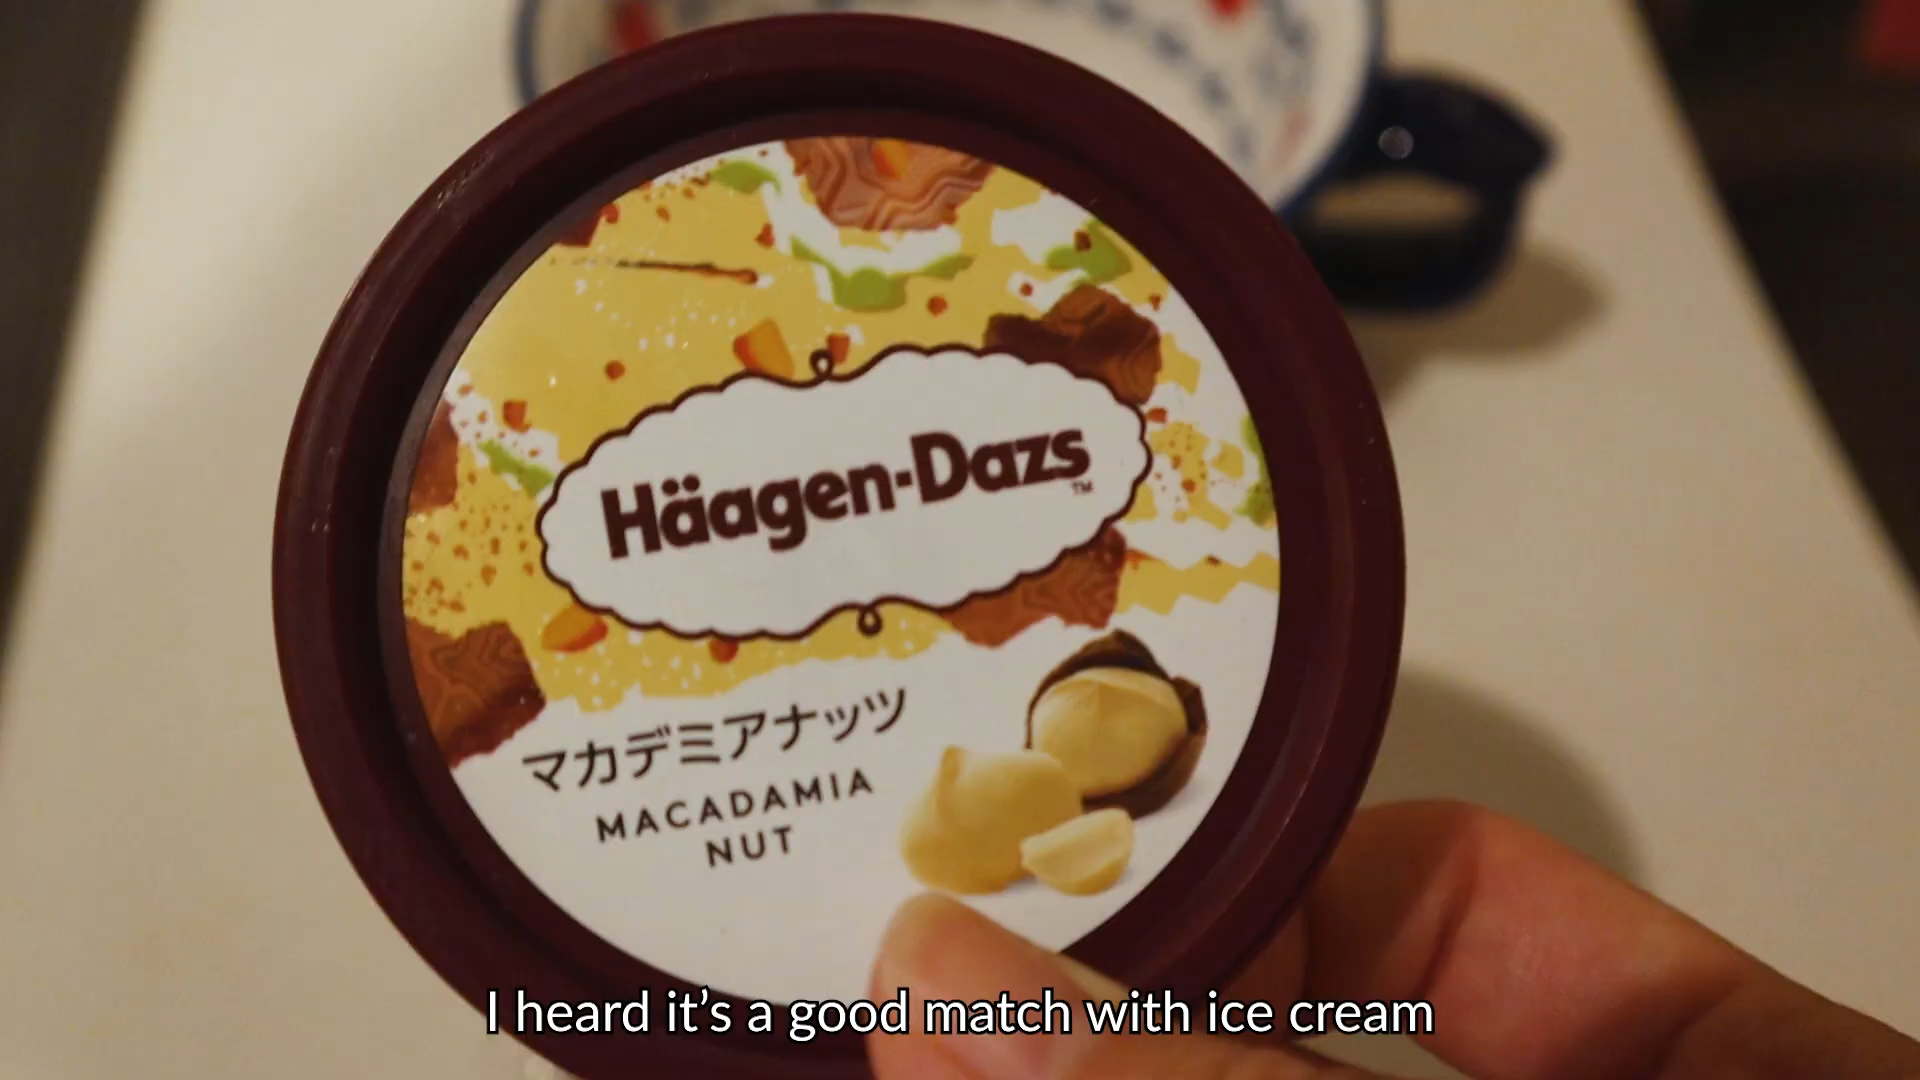 Häagen-Dazs
TM
マカデミアナッツ
MACADAMIA
NUT
I heard it’s a good match with ice cream